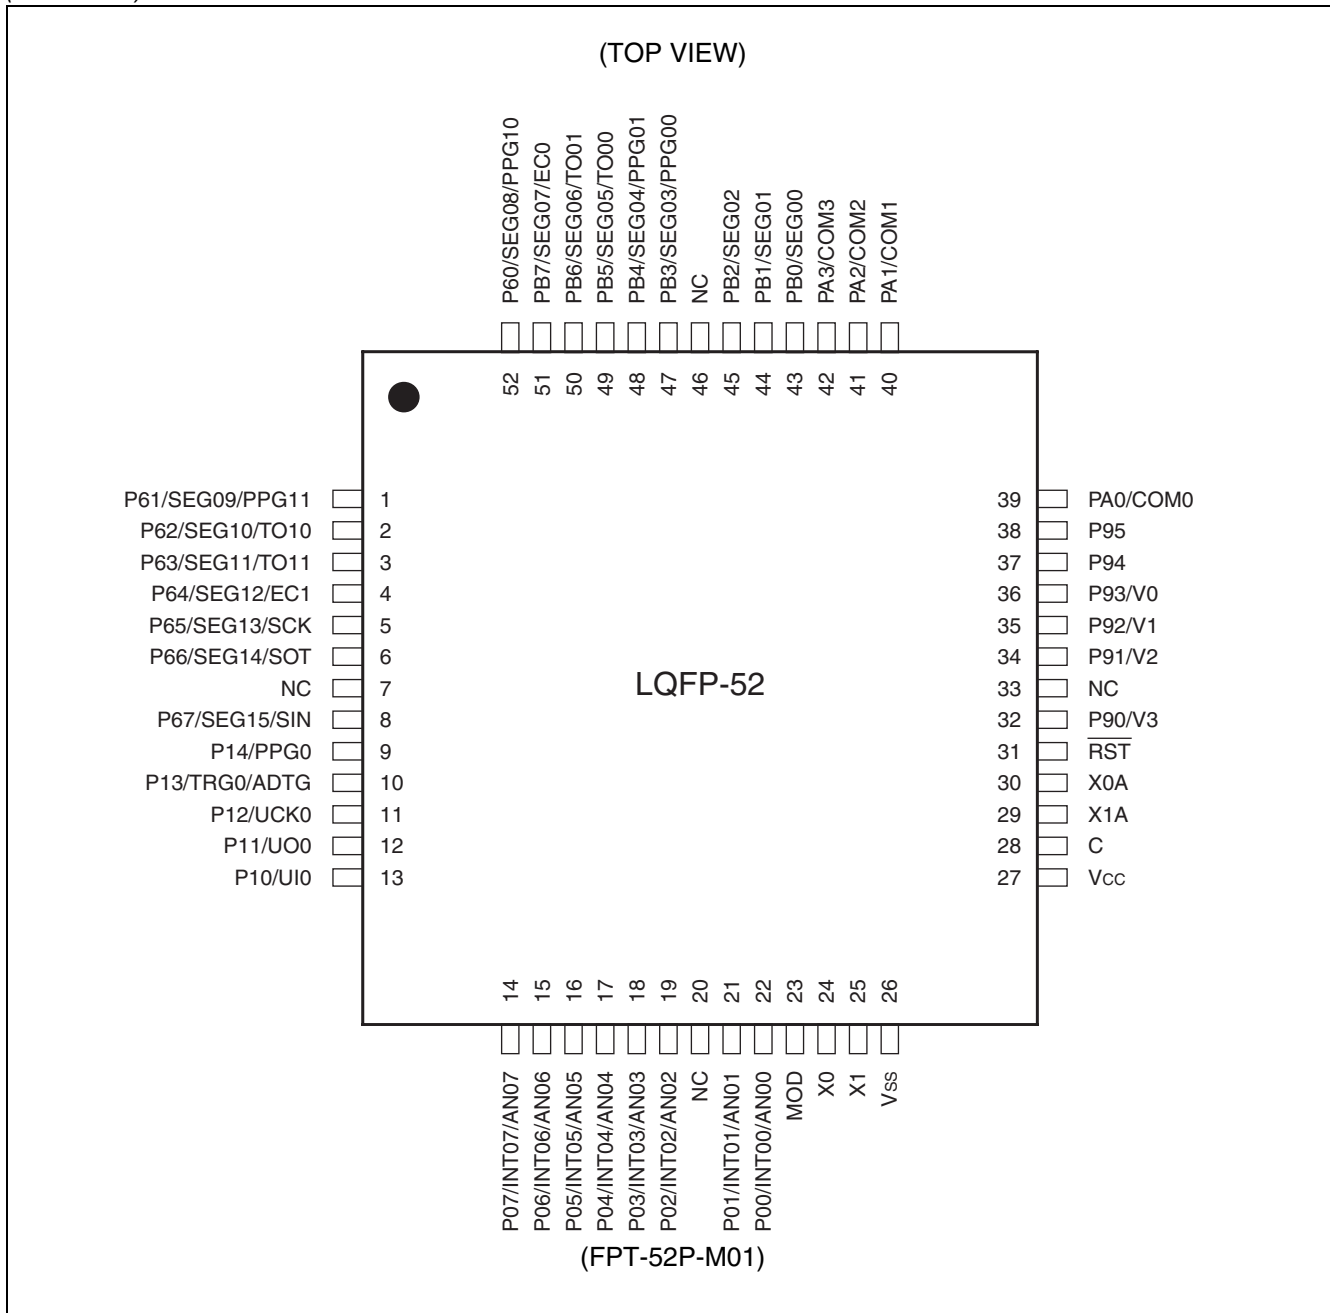 (TOP VIEW)
P60/SEG08/PPG10
PB7/SEG07/EC0
PB6/SEG06/TO01
PB5/SEG05/TO00
PB4/SEG04/PPG01
PB3/SEG03/PPG00
NC
PB2/SEG02
PB1/SEG01
PB0/SEG00
PA3/COM3
PA2/COM2
PA1/COM1
52 51 50 49 48 47 46 45 44 43 42 41 40
P61/SEG09/PPG11 1
P62/SEG10/TO10 2
P63/SEG11/TO11 3
P64/SEG12/EC1 4
P65/SEG13/SCK 5
P66/SEG14/SOT 6
NC 7
P67/SEG15/SIN 8
P14/PPG0 9
P13/TRG0/ADTG 10
P12/UCK0 11
P11/UO0 12
P10/UI0 13
LQFP-52
39 PA0/COM0
38 P95
37 P94
36 P93/V0
35 P92/V1
34 P91/V2
33 NC
32 P90/V3
31 RST
30 X0A
29 X1A
28 C
27 Vcc
14 15 16 17 18 19 20 21 22 23 24 25 26
P07/INT07/AN07
P06/INT06/AN06
P05/INT05/AN05
P04/INT04/AN04
P03/INT03/AN03
P02/INT02/AN02
NC
P01/INT01/AN01
P00/INT00/AN00
MOD
X0
X1
Vss
(FPT-52P-M01)